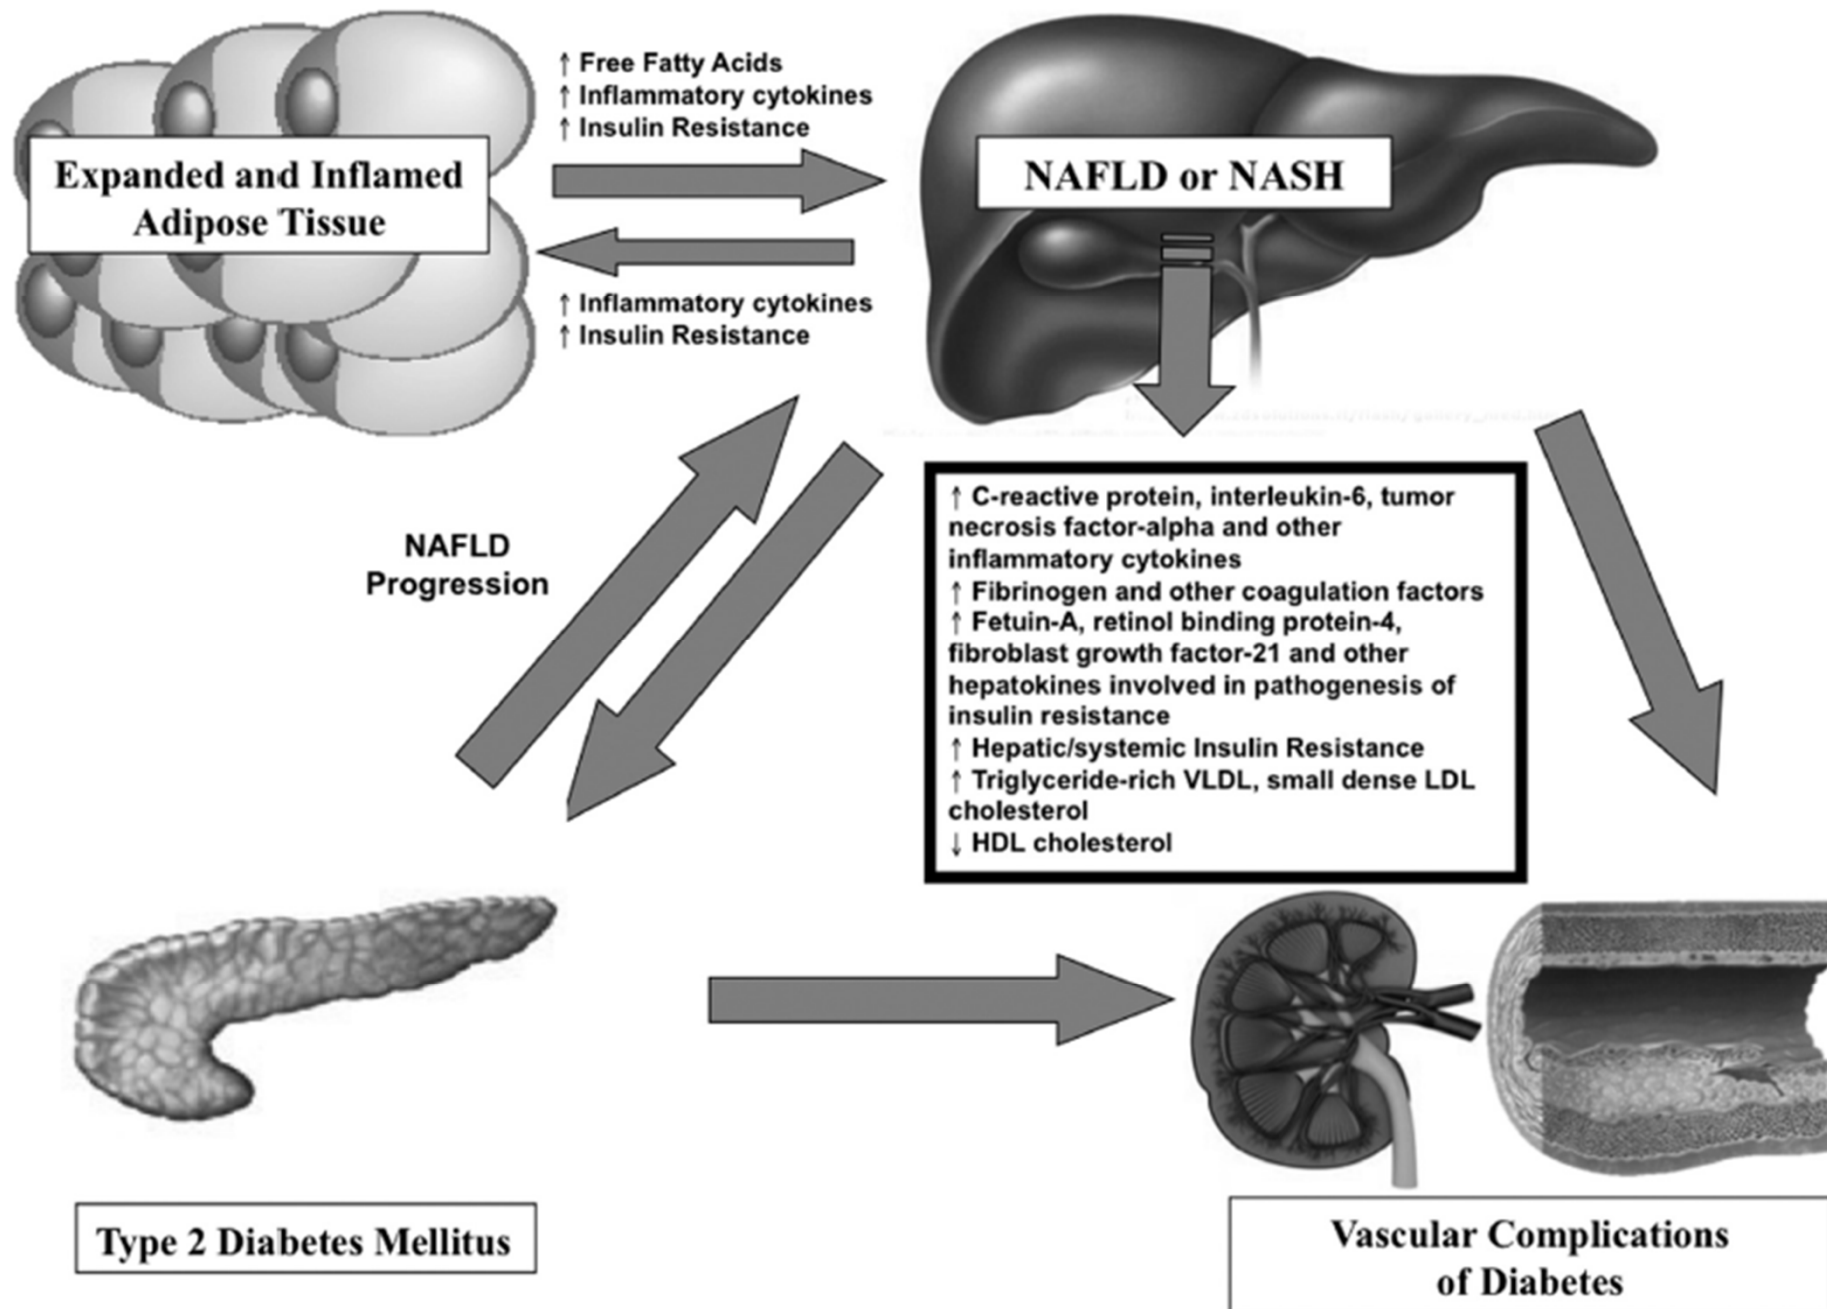 ↑ Free Fatty Acids
↑ Inflammatory cytokines
↑ Insulin Resistance
Expanded and Inflamed
Adipose Tissue
NAFLD or NASH
↑ Inflammatory cytokines
↑ Insulin Resistance
NAFLD
Progression
↑ C-reactive protein, interleukin-6, tumor
necrosis factor-alpha and other
inflammatory cytokines
↑ Fibrinogen and other coagulation factors
↑ Fetuin-A, retinol binding protein-4,
fibroblast growth factor-21 and other
hepatokines involved in pathogenesis of
insulin resistance
↑ Hepatic/systemic Insulin Resistance
↑ Triglyceride-rich VLDL, small dense LDL
cholesterol
↓ HDL cholesterol
Type 2 Diabetes Mellitus
Vascular Complications
of Diabetes